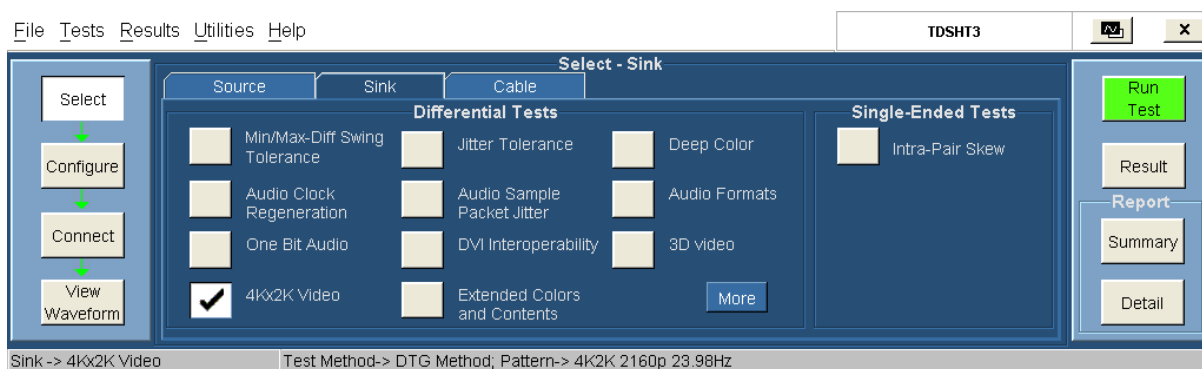 File Tests Results Utilities Help
TDSHT3
X
Select - Sink
Select
Configure
Connect
View
Waveform
Source
Sink
Cable
Differential Tests
Min/Max-Diff Swing
Tolerance
Jitter Tolerance
Deep Color
Audio Clock
Regeneration
Audio Sample
Packet Jitter
Audio Formats
One Bit Audio
DVI Interoperability
3D video
4Kx2K Video
Extended Colors
and Contents
More
Single-Ended Tests
Intra-Pair Skew
Run
Test
Result
Report
Summary
Detail
Sink -> 4Kx2K Video
Test Method-> DTG Method; Pattern-> 4K2K 2160p 23.98Hz